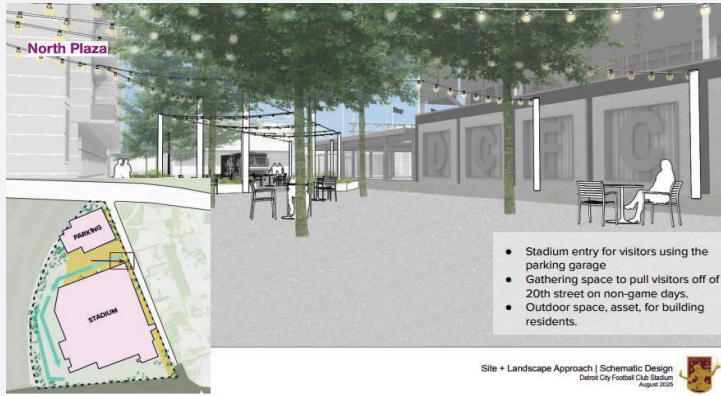 North Plaza
D C F C
PARKING
STADIUM
● Stadium entry for visitors using the
parking garage
● Gathering space to pull visitors off of
20th street on non-game days.
● Outdoor space, asset, for building
residents.
Site + Landscape Approach | Schematic Design
Detroit City Football Club Stadium
August 2025